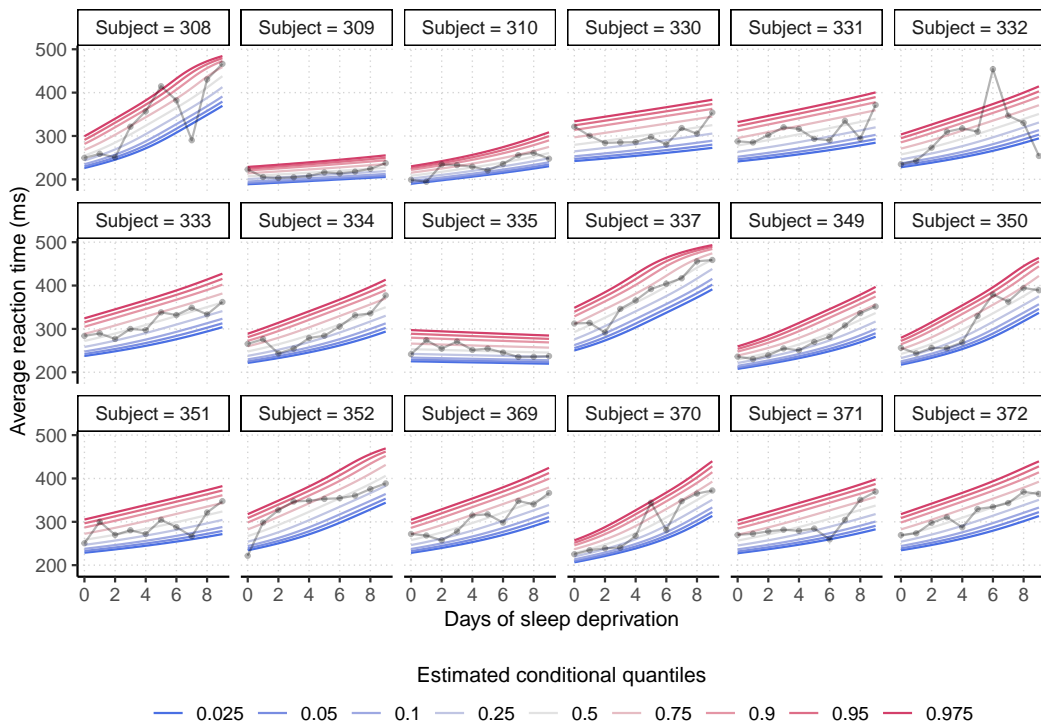 Subject = 308 Subject = 309 Subject = 310 Subject = 330 Subject = 331 Subject = 332
500
400
300
200
Subject = 333 Subject = 334 Subject = 335 Subject = 337 Subject = 349 Subject = 350
500
400
300
200
Average reaction time (ms)
Subject = 351 Subject = 352 Subject = 369 Subject = 370 Subject = 371 Subject = 372
500
400
300
200
0 2 4 6 8 0 2 4 6 8 0 2 4 6 8 0 2 4 6 8 0 2 4 6 8 0 2 4 6 8
Days of sleep deprivation
Estimated conditional quantiles
0.025 0.05 0.1 0.25 0.5 0.75 0.9 0.95 0.975